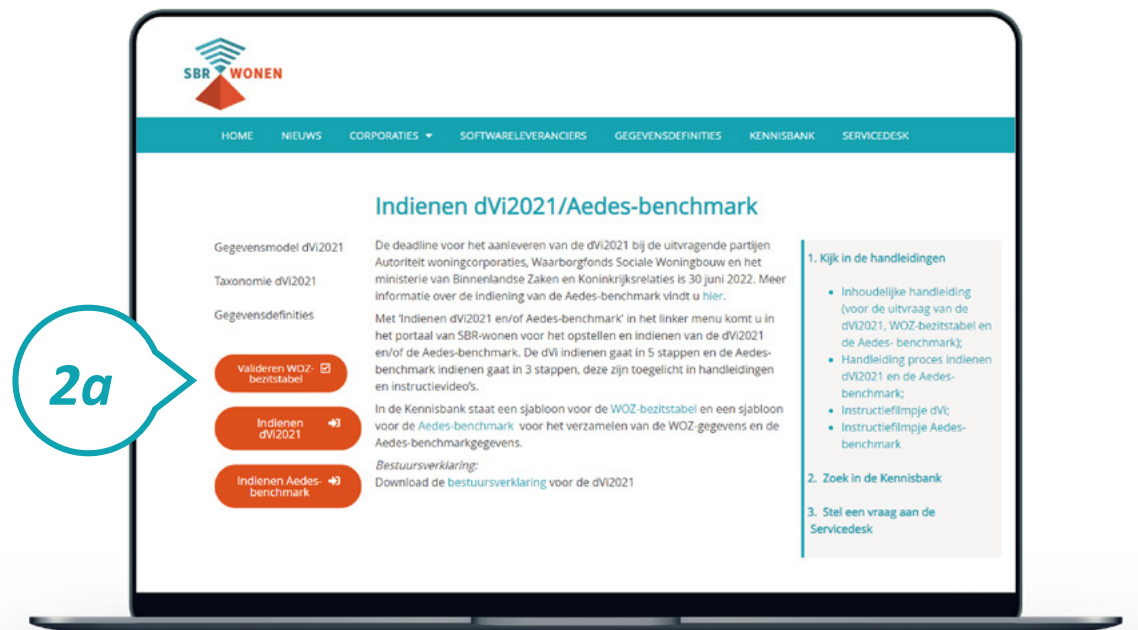 SBR WONEN
HOME NIEUWS CORPORATIES SOFTWARELEVERANCIERS GEGEVENSDEFINITIES KENNISBANK SERVICEDESK
Indienen dVi2021/Aedes-benchmark
Gegevensmodel dVi2021
Taxonomie dVi2021
Gegevensdefinities
2a
Valideren WOZ-
bezitstabel
Indienen
dVi2021
Indienen Aedes-
benchmark
De deadline voor het aanleveren van de dVi2021 bij de uitvragende partijen
Autoriteit woningcorporaties, Waarborgfonds Sociale Woningbouw en het
ministerie van Binnenlandse Zaken en Koninkrijksrelaties is 30 juni 2022. Meer
informatie over de indiening van de Aedes-benchmark vindt u hier.
Met 'Indienen dVi2021 en/of Aedes-benchmark' in het linker menu komt u in
het portaal van SBR-wonen voor het opstellen en indienen van de dVi2021
en/of de Aedes-benchmark. De dVi indienen gaat in 5 stappen en de Aedes-
benchmark indienen gaat in 3 stappen, deze zijn toegelicht in handleidingen
en instructievideo's.
In de Kennisbank staat een sjabloon voor de WOZ-bezitstabel en een sjabloon
voor de Aedes-benchmark voor het verzamelen van de WOZ-gegevens en de
Aedes-benchmarkgegevens.
Bestuursverklaring:
Download de bestuursverklaring voor de dVi2021
1. Kijk in de handleidingen
• Inhoudelijke handleiding
(voor de uitvraag van de
dVi2021, WOZ-bezitstabel en
de Aedes- benchmark);
• Handleiding proces indienen
dVi2021 en de Aedes-
benchmark;
• Instructiefilmpje dVi;
• Instructiefilmpje Aedes-
benchmark
2. Zoek in de Kennisbank
3. Stel een vraag aan de
Servicedesk